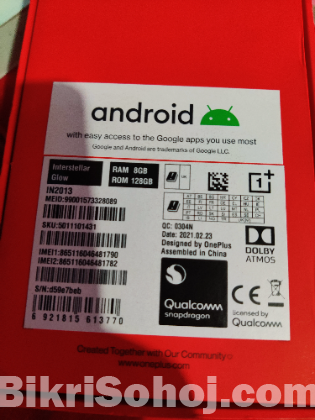 android
with easy access to the Google apps you use most
Google and Android are trademarks of Google LLC.
Interstellar
Glow
RAM 8GB
ROM 128GB
IN2013
MEID:99001573328089
SKU:5011101431
QC: 0304N
Date: 2021.02.23
Designed by OnePlus
Assembled in China
DOLBY
ATMOS
IMEI1:865116046481790
IMEI2:865116046481782
S/N:d59e7beb
6 921815 613770
Qualcomm
snapdragon
CE
Licensed by
Qualcomm
Created Together with Our Community
www.oneplus.com
BikriSohoj.com